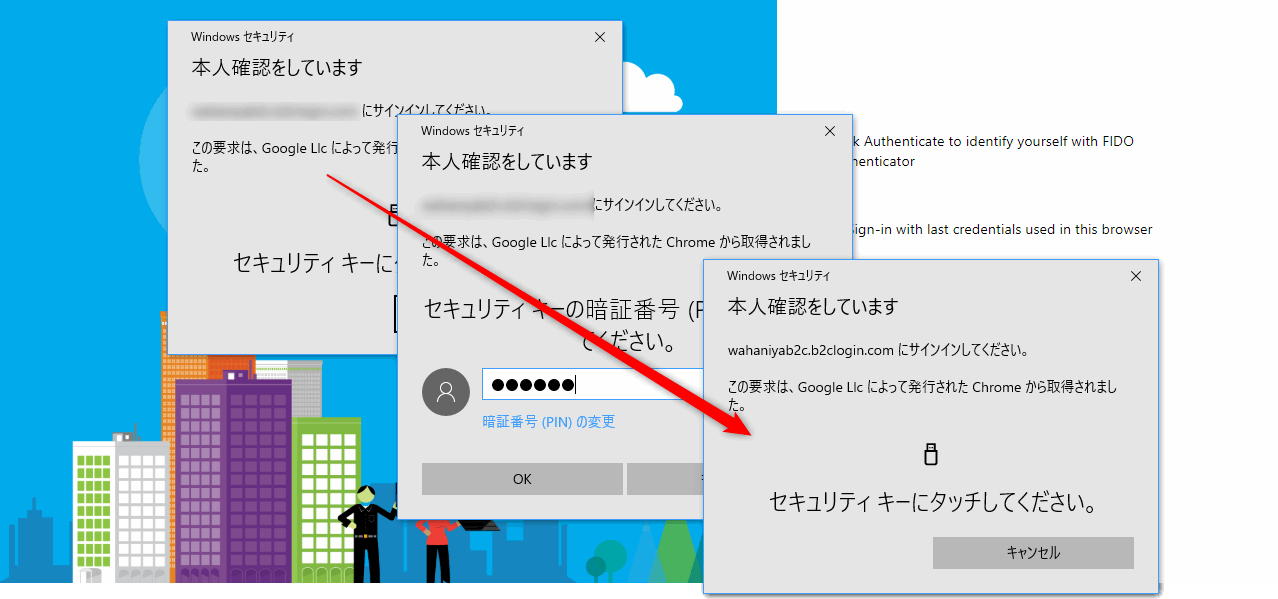 Windows セキュリティ
本人確認をしています
にサインインしてください。
この要求は、Google Llc によって発行
た。
セキュリティ キーに
Windows セキュリティ
本人確認をしています
にサインインしてください。
この要求は、Google Llc によって発行された Chrome から取得されまし
た。
セキュリティ キーの暗証番号 (P
てください。
●●●●●●
暗証番号 (PIN) の変更
OK
k Authenticate to identify yourself with FIDO
henticator
ign-in with last credentials used in this browser
Windows セキュリティ
本人確認をしています
wahaniyab2c.b2clogin.com にサインインしてください。
この要求は、Google Llc によって発行された Chrome から取得されまし
た。
セキュリティ キーにタッチしてください。
キャンセル